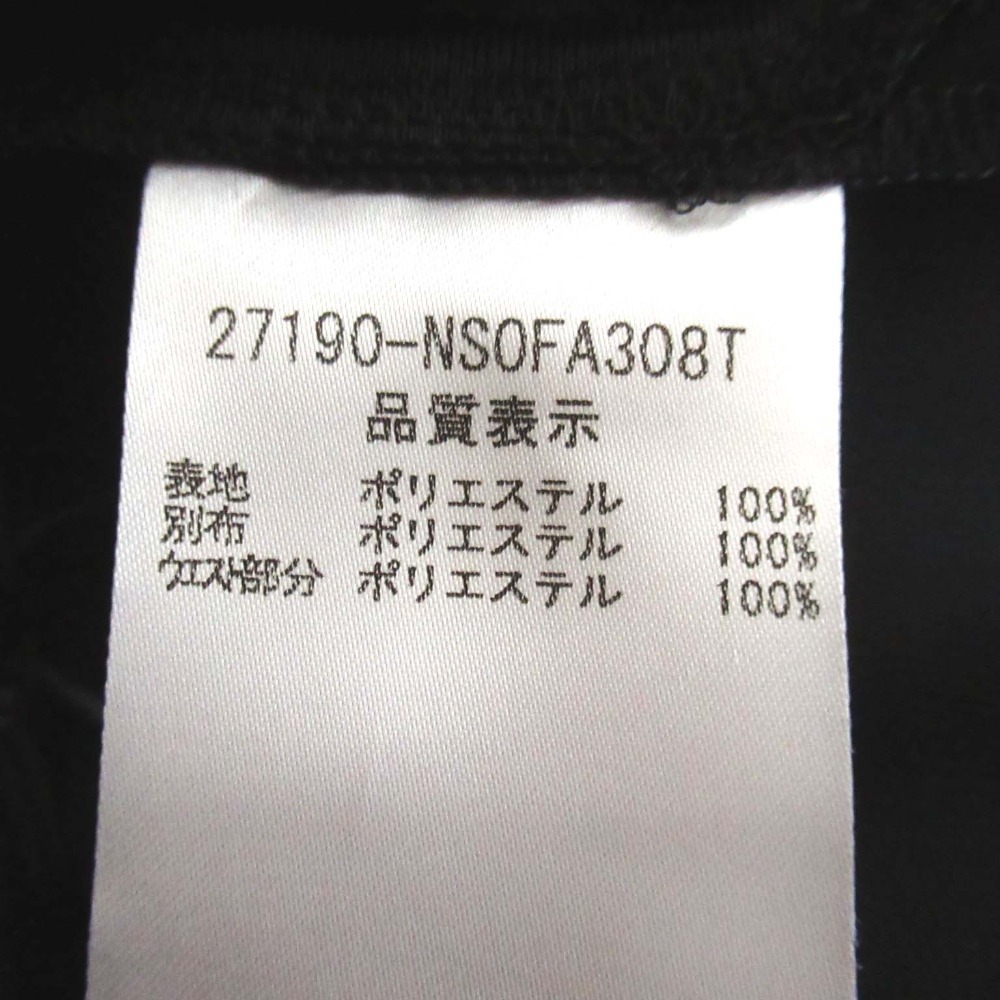 27190-NS0FA308T
品質表示
表地 ポリエステル 100%
別布 ポリエステル 100%
ウエスト部分 ポリエステル 100%